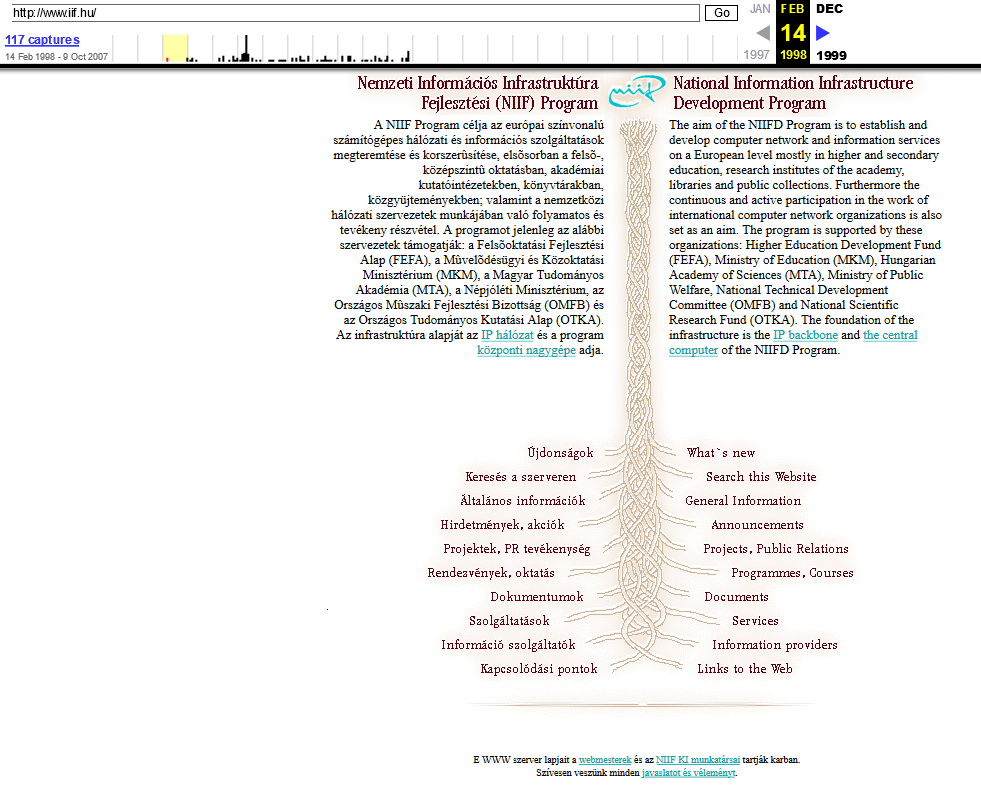 http://www.iif.hu/
Go
JAN
FEB
DEC
117 captures
14
14 Feb 1998 - 9 Oct 2007
1997
1998
1999
Nemzeti Információs Infrastruktúra
Fejlesztési (NIIF) Program
niif
National Information Infrastructure
Development Program
A NIIF Program célja az európai színvonalú
számítógépes hálózati és információs szolgáltatások
megteremtése és korszerûsítése, elsõsorban a felsõ-,
középszintû oktatásban, akadémiai
kutatóintézetekben, könyvtárakban,
közgyüjteményekben; valamint a nemzetközi
hálózati szervezetek munkájában való folyamatos és
tevékeny részvétel. A programot jelenleg az alábbi
szervezetek támogatják: a Felsõoktatási Fejlesztési
Alap (FEFA), a Mûvelõdésügyi és Közoktatási
Minisztérium (MKM), a Magyar Tudományos
Akadémia (MTA), a Népjóléti Minisztérium, az
Országos Mûszaki Fejlesztési Bizottság (OMFB) és
az Országos Tudományos Kutatási Alap (OTKA).
Az infrastruktúra alapját az IP hálózat és a program
központi nagygépe adja.
The aim of the NIIFD Program is to establish and
develop computer network and information services
on a European level mostly in higher and secondary
education, research institutes of the academy,
libraries and public collections. Furthermore the
continuous and active participation in the work of
international computer network organizations is also
set as an aim. The program is supported by these
organizations: Higher Education Development Fund
(FEFA), Ministry of Education (MKM), Hungarian
Academy of Sciences (MTA), Ministry of Public
Welfare, National Technical Development
Committee (OMFB) and National Scientific
Research Fund (OTKA). The foundation of the
infrastructure is the IP backbone and the central
computer of the NIIFD Program.
Újdonságok
What`s new
Keresés a szerveren
Search this Website
Általános információk
General Information
Hirdetmények, akciók
Announcements
Projektek, PR tevékenység
Projects, Public Relations
Rendezvények, oktatás
Programmes, Courses
Dokumentumok
Documents
Szolgáltatások
Services
Információ szolgáltatók
Information providers
Kapcsolódási pontok
Links to the Web
E WWW szerver lapjait a webmesterek és az NIIF KI munkatársai tartják karban.
Szívesen veszünk minden javaslatot és véleményt.